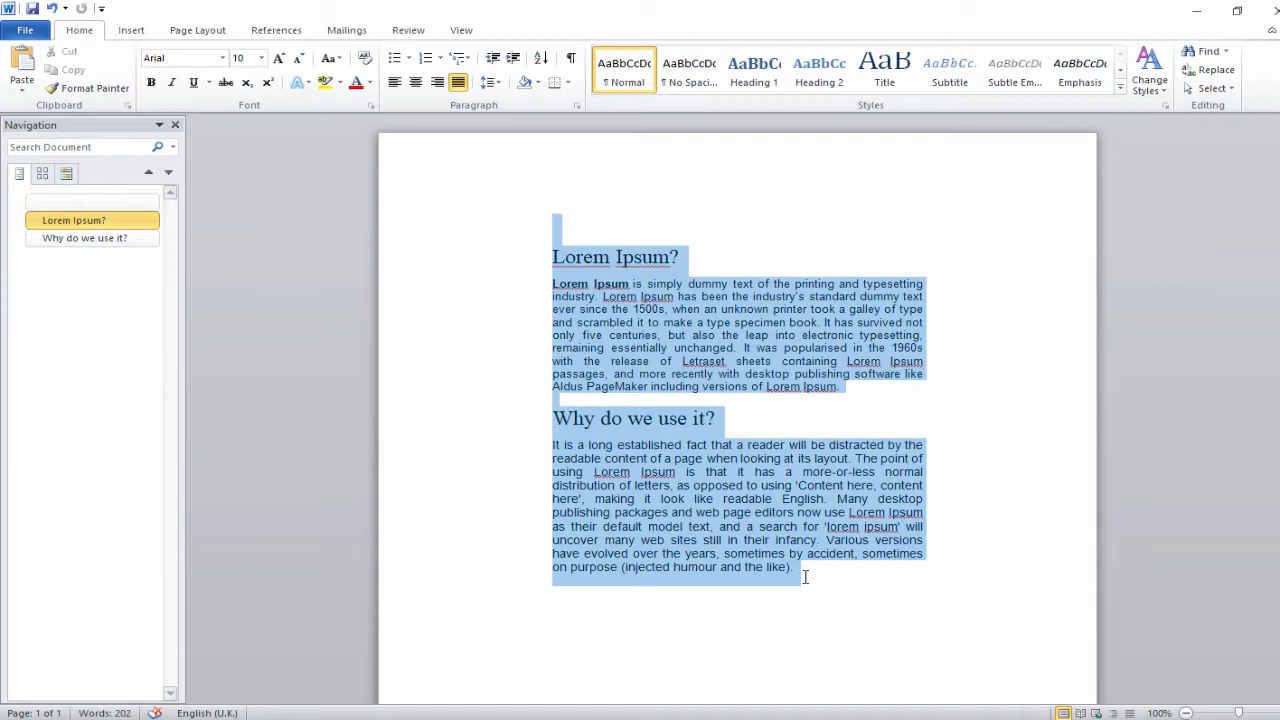 File Home Insert Page Layout References Mailings Review View
Paste
Cut
Copy
Format Painter
Clipboard
Arial 10
Aa
B I U abc x₂ x² A
Font
Paragraph
AaBbCcDc AaBbCcDc AaBbCc AaBbCc AaBb AaBbCc. AaBbCcDc AaBbCcDc
¶ Normal ¶ No Spaci... Heading 1 Heading 2 Title Subtitle Subtle Em... Emphasis
Styles
Change
Styles
Find
Replace
Select
Editing
Navigation
Search Document
Lorem Ipsum?
Why do we use it?
Lorem Ipsum?
Lorem Ipsum is simply dummy text of the printing and typesetting
industry. Lorem Ipsum has been the industry's standard dummy text
ever since the 1500s, when an unknown printer took a galley of type
and scrambled it to make a type specimen book. It has survived not
only five centuries, but also the leap into electronic typesetting,
remaining essentially unchanged. It was popularised in the 1960s
with the release of Letraset sheets containing Lorem Ipsum
passages, and more recently with desktop publishing software like
Aldus PageMaker including versions of Lorem Ipsum.
Why do we use it?
It is a long established fact that a reader will be distracted by the
readable content of a page when looking at its layout. The point of
using Lorem Ipsum is that it has a more-or-less normal
distribution of letters, as opposed to using 'Content here, content
here', making it look like readable English. Many desktop
publishing packages and web page editors now use Lorem Ipsum
as their default model text, and a search for 'lorem ipsum' will
uncover many web sites still in their infancy. Various versions
have evolved over the years, sometimes by accident, sometimes
on purpose (injected humour and the like).
Page: 1 of 1 Words: 202 English (U.K.) 100%